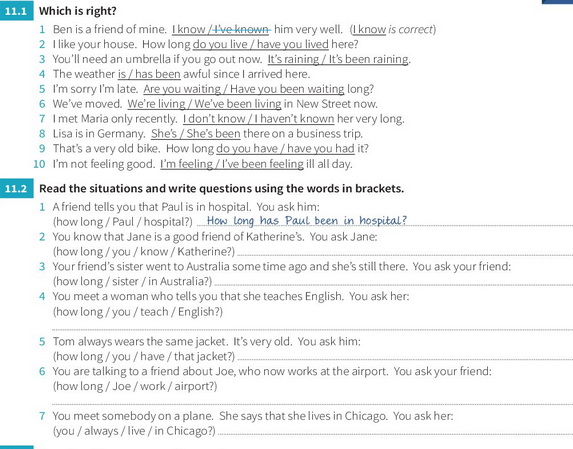 11.1 Which is right?
1 Ben is a friend of mine. I know / I've known him very well. (I know is correct)
2 I like your house. How long do you live / have you lived here?
3 You'll need an umbrella if you go out now. It's raining / It's been raining.
4 The weather is / has been awful since I arrived here.
5 I'm sorry I'm late. Are you waiting / Have you been waiting long?
6 We've moved. We're living / We've been living in New Street now.
7 I met Maria only recently. I don't know / I haven't known her very long.
8 Lisa is in Germany. She's / She's been there on a business trip.
9 That's a very old bike. How long do you have / have you had it?
10 I'm not feeling good. I'm feeling / I've been feeling ill all day.
11.2 Read the situations and write questions using the words in brackets.
1 A friend tells you that Paul is in hospital. You ask him:
(how long / Paul / hospital?) How long has Paul been in hospital?
2 You know that Jane is a good friend of Katherine's. You ask Jane:
(how long / you / know / Katherine?)
3 Your friend's sister went to Australia some time ago and she's still there. You ask your friend:
(how long / sister / in Australia?)
4 You meet a woman who tells you that she teaches English. You ask her:
(how long / you / teach / English?)
5 Tom always wears the same jacket. It's very old. You ask him:
(how long / you / have / that jacket?)
6 You are talking to a friend about Joe, who now works at the airport. You ask your friend:
(how long / Joe / work / airport?)
7 You meet somebody on a plane. She says that she lives in Chicago. You ask her:
(you / always / live / in Chicago?)